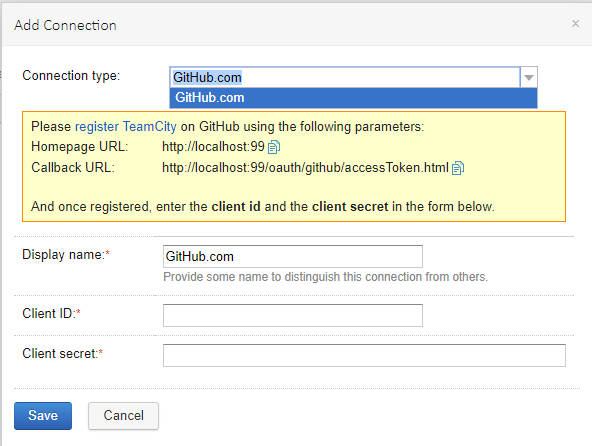 Add Connection
×
Connection type:
GitHub.com
GitHub.com
Please register TeamCity on GitHub using the following parameters:
Homepage URL: http://localhost:99
Callback URL: http://localhost:99/oauth/github/accessToken.html
And once registered, enter the client id and the client secret in the form below.
Display name:* GitHub.com
Provide some name to distinguish this connection from others.
Client ID:*
Client secret:*
Save Cancel